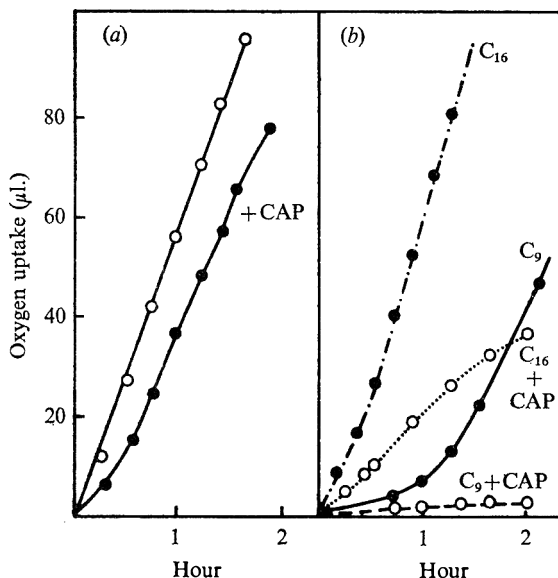 (a)
(b)
C₁₆
80
+ CAP
60
C₉
Oxygen uptake (μl.)
40
C₁₆
+
CAP
20
C₉+CAP
1
2
1
2
Hour
Hour